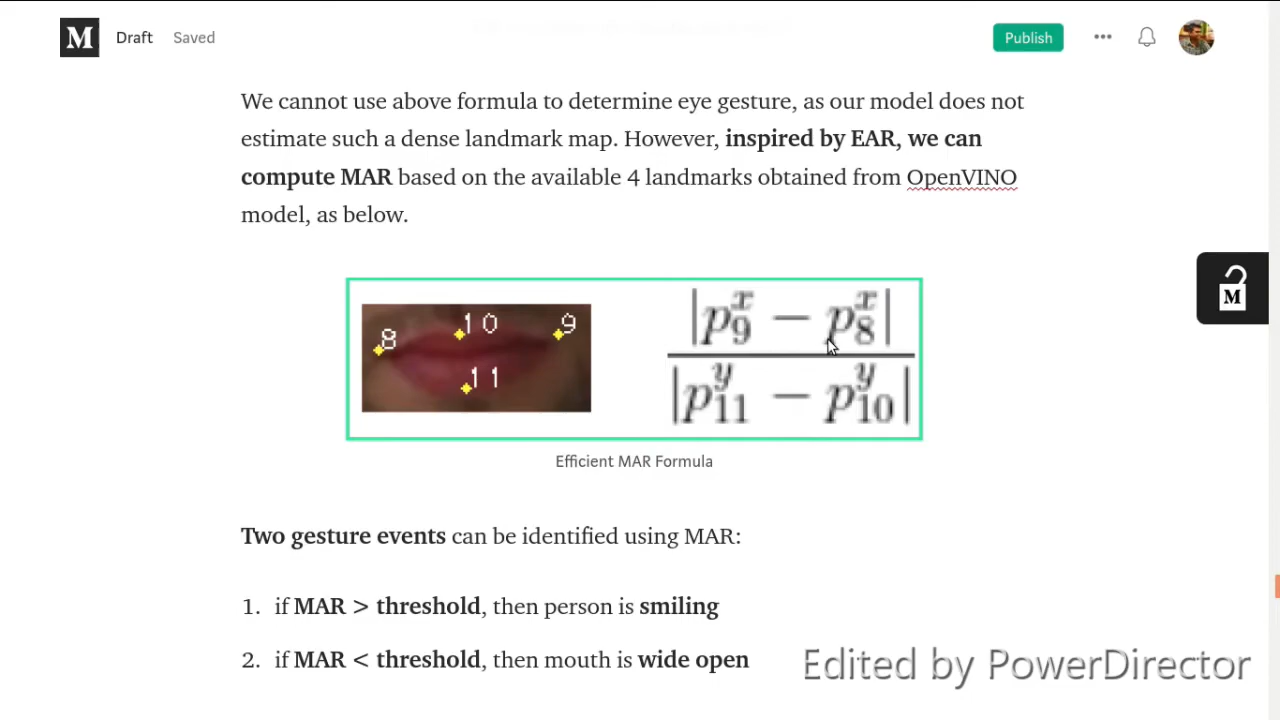 M Draft Saved Publish
We cannot use above formula to determine eye gesture, as our model does not
estimate such a dense landmark map. However, inspired by EAR, we can
compute MAR based on the available 4 landmarks obtained from OpenVINO
model, as below.
M
8 10 9
11
|p_9^x − p_8^x|
|p_11^y − p_10^y|
Efficient MAR Formula
Two gesture events can be identified using MAR:
1. if MAR > threshold, then person is smiling
2. if MAR < threshold, then mouth is wide open
Edited by PowerDirector